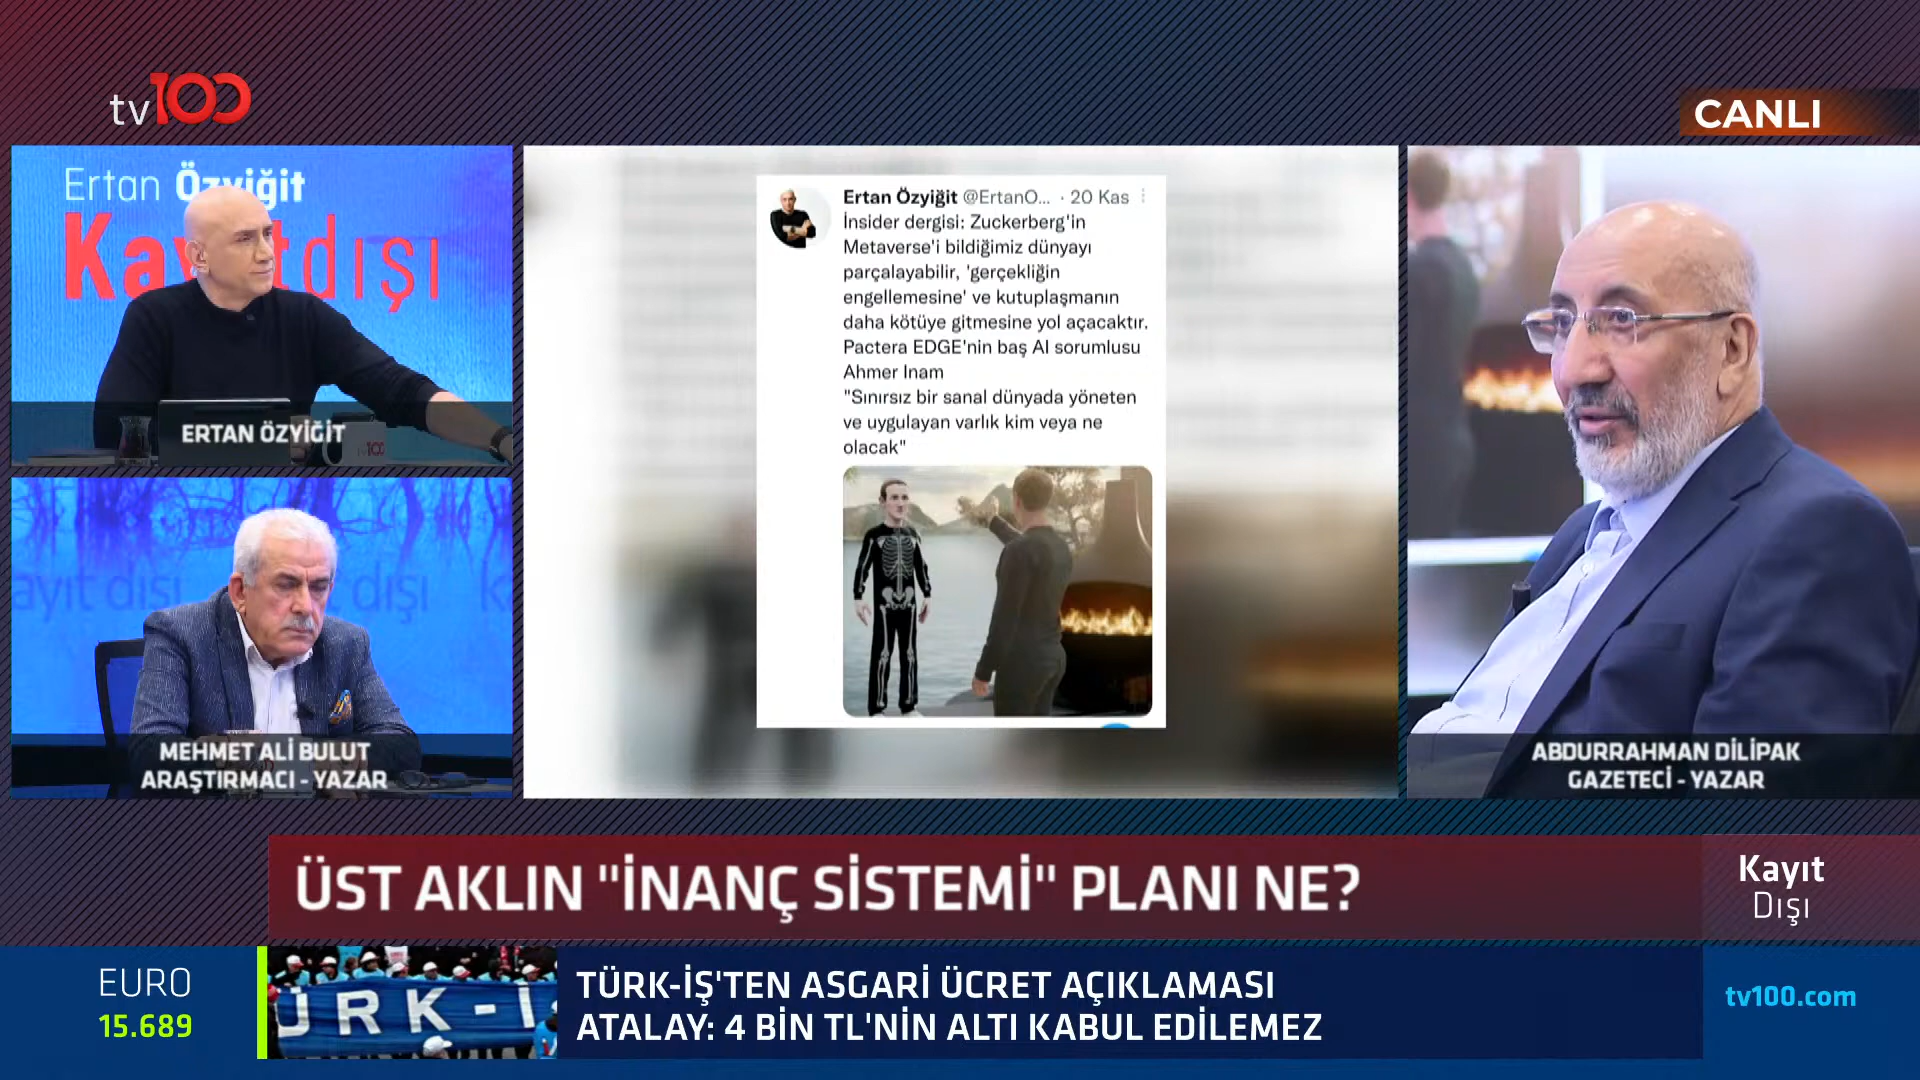 tv100
CANLI
Ertan Özyiğit
Kayıtdışı
ERTAN ÖZYİĞİT
tv100
kayıt dışı
MEHMET ALİ BULUT
ARAŞTIRMACI - YAZAR
Ertan Özyiğit @ErtanO... · 20 Kas
İnsider dergisi: Zuckerberg'in
Metaverse'i bildiğimiz dünyayı
parçalayabilir, 'gerçekliğin
engellemesine' ve kutuplaşmanın
daha kötüye gitmesine yol açacaktır.
Pactera EDGE'nin baş AI sorumlusu
Ahmer Inam
"Sınırsız bir sanal dünyada yöneten
ve uygulayan varlık kim veya ne
olacak"
ABDURRAHMAN DİLİPAK
GAZETECİ - YAZAR
ÜST AKLIN "İNANÇ SİSTEMİ" PLANI NE?
Kayıt
Dışı
EURO
15.689
ÜRK-İ
TÜRK-İŞ'TEN ASGARİ ÜCRET AÇIKLAMASI
ATALAY: 4 BİN TL'NİN ALTI KABUL EDİLEMEZ
tv100.com